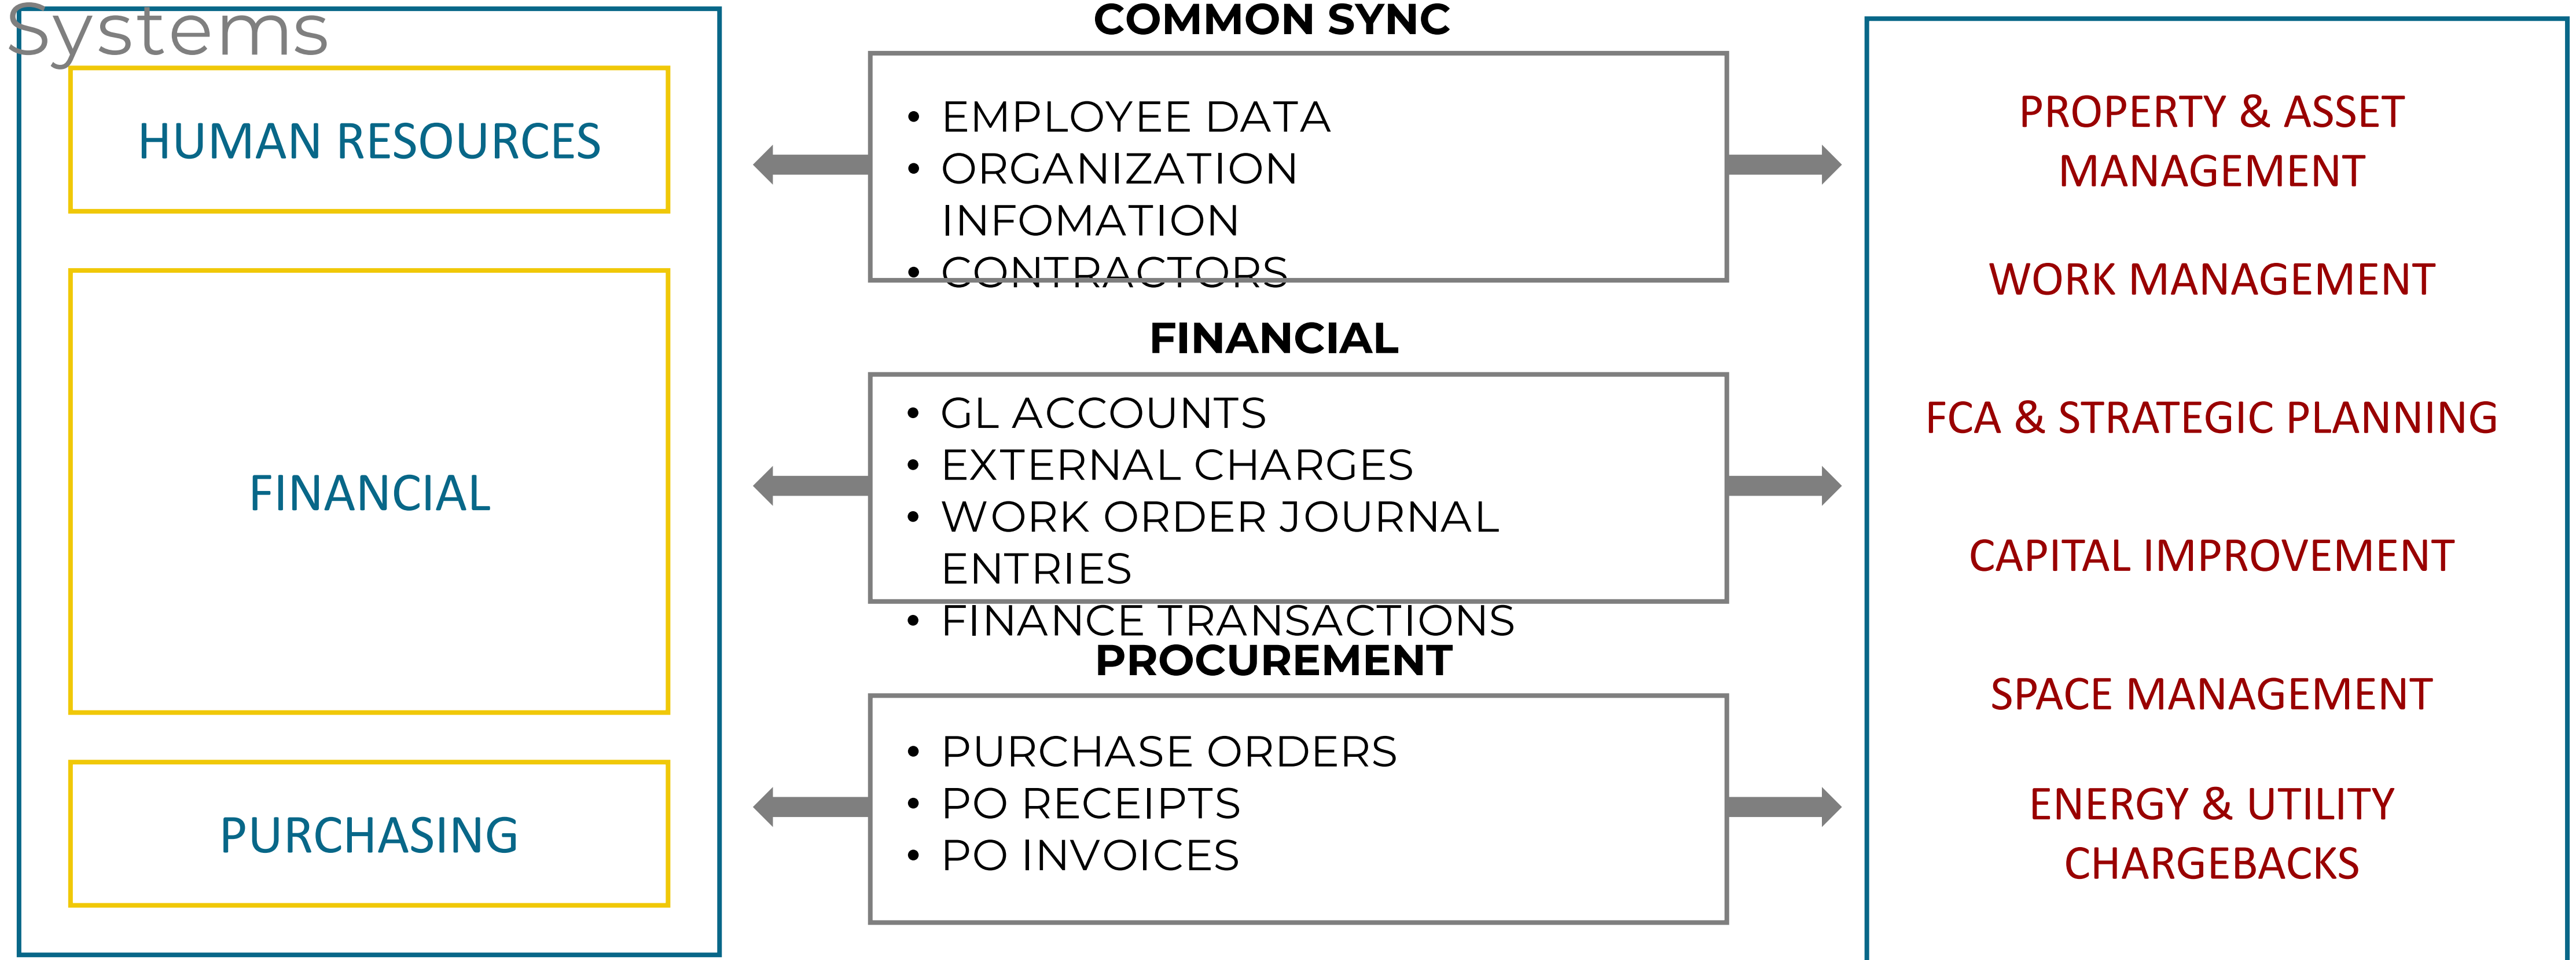 Systems
HUMAN RESOURCES
FINANCIAL
PURCHASING
COMMON SYNC
• EMPLOYEE DATA
• ORGANIZATION
INFOMATION
• CONTRACTORS
FINANCIAL
• GL ACCOUNTS
• EXTERNAL CHARGES
• WORK ORDER JOURNAL
ENTRIES
• FINANCE TRANSACTIONS
PROCUREMENT
• PURCHASE ORDERS
• PO RECEIPTS
• PO INVOICES
PROPERTY & ASSET
MANAGEMENT
WORK MANAGEMENT
FCA & STRATEGIC PLANNING
CAPITAL IMPROVEMENT
SPACE MANAGEMENT
ENERGY & UTILITY
CHARGEBACKS